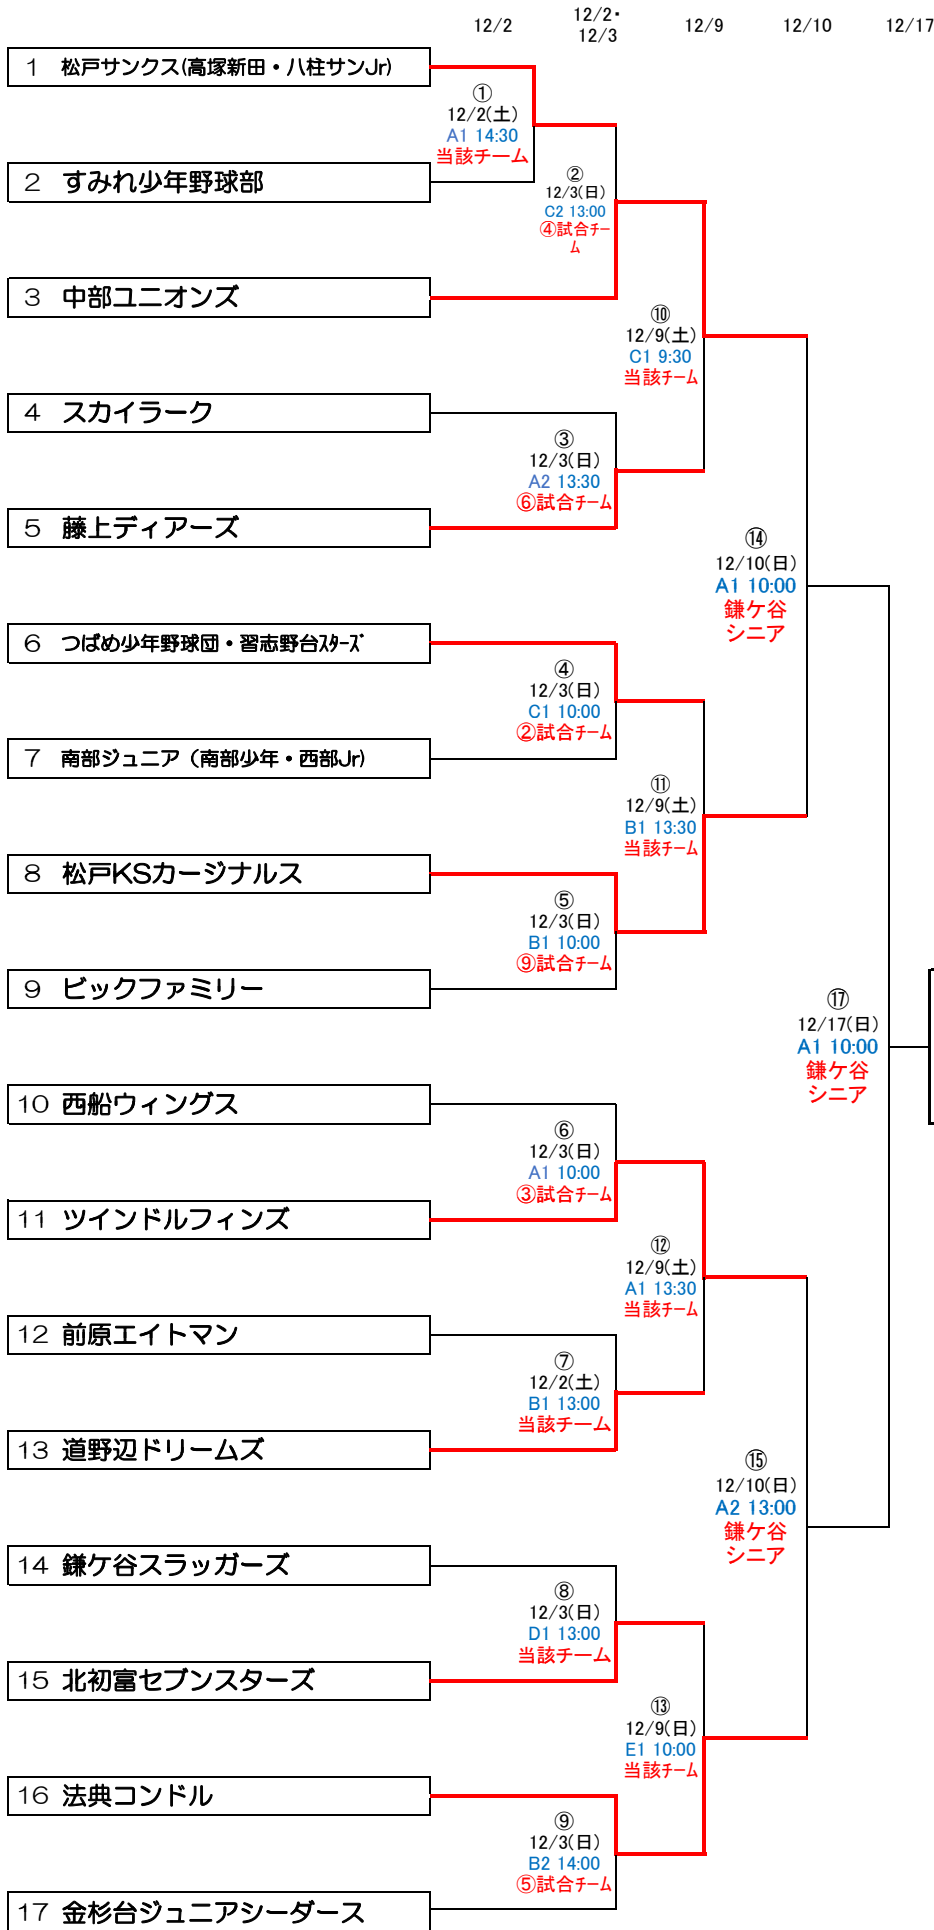 12/2
12/2・
12/3
12/9
12/10
12/17
1 松戸サンクス(高塚新田・八柱サンJr)
①
12/2(土)
A1 14:30
当該チーム
2 すみれ少年野球部
②
12/3(日)
C2 13:00
④試合ﾁｰ
ﾑ
3 中部ユニオンズ
⑩
12/9(土)
C1 9:30
当該ﾁｰﾑ
4 スカイラーク
③
12/3(日)
A2 13:30
⑥試合ﾁｰﾑ
5 藤上ディアーズ
⑭
12/10(日)
A1 10:00
鎌ケ谷
シニア
6 つばめ少年野球団・習志野台ｽﾀｰｽﾞ
④
12/3(日)
C1 10:00
②試合ﾁｰﾑ
7 南部ジュニア（南部少年・西部Jr)
⑪
12/9(土)
B1 13:30
当該ﾁｰﾑ
8 松戸KSカージナルス
⑤
12/3(日)
B1 10:00
⑨試合ﾁｰﾑ
9 ビックファミリー
⑰
12/17(日)
A1 10:00
鎌ケ谷
シニア
10 西船ウィングス
⑥
12/3(日)
A1 10:00
③試合ﾁｰﾑ
11 ツインドルフィンズ
⑫
12/9(土)
A1 13:30
当該ﾁｰﾑ
12 前原エイトマン
⑦
12/2(土)
B1 13:00
当該チーム
13 道野辺ドリームズ
⑮
12/10(日)
A2 13:00
鎌ケ谷
シニア
14 鎌ケ谷スラッガーズ
⑧
12/3(日)
D1 13:00
当該チーム
15 北初富セブンスターズ
⑬
12/9(日)
E1 10:00
当該ﾁｰﾑ
16 法典コンドル
⑨
12/3(日)
B2 14:00
⑤試合ﾁｰﾑ
17 金杉台ジュニアシーダース